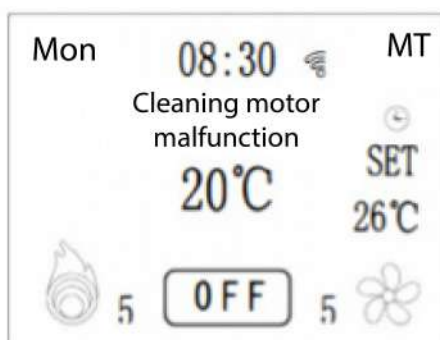 Mon 08:30 MT
Cleaning motor
malfunction
20℃
SET
26℃
5 OFF 5